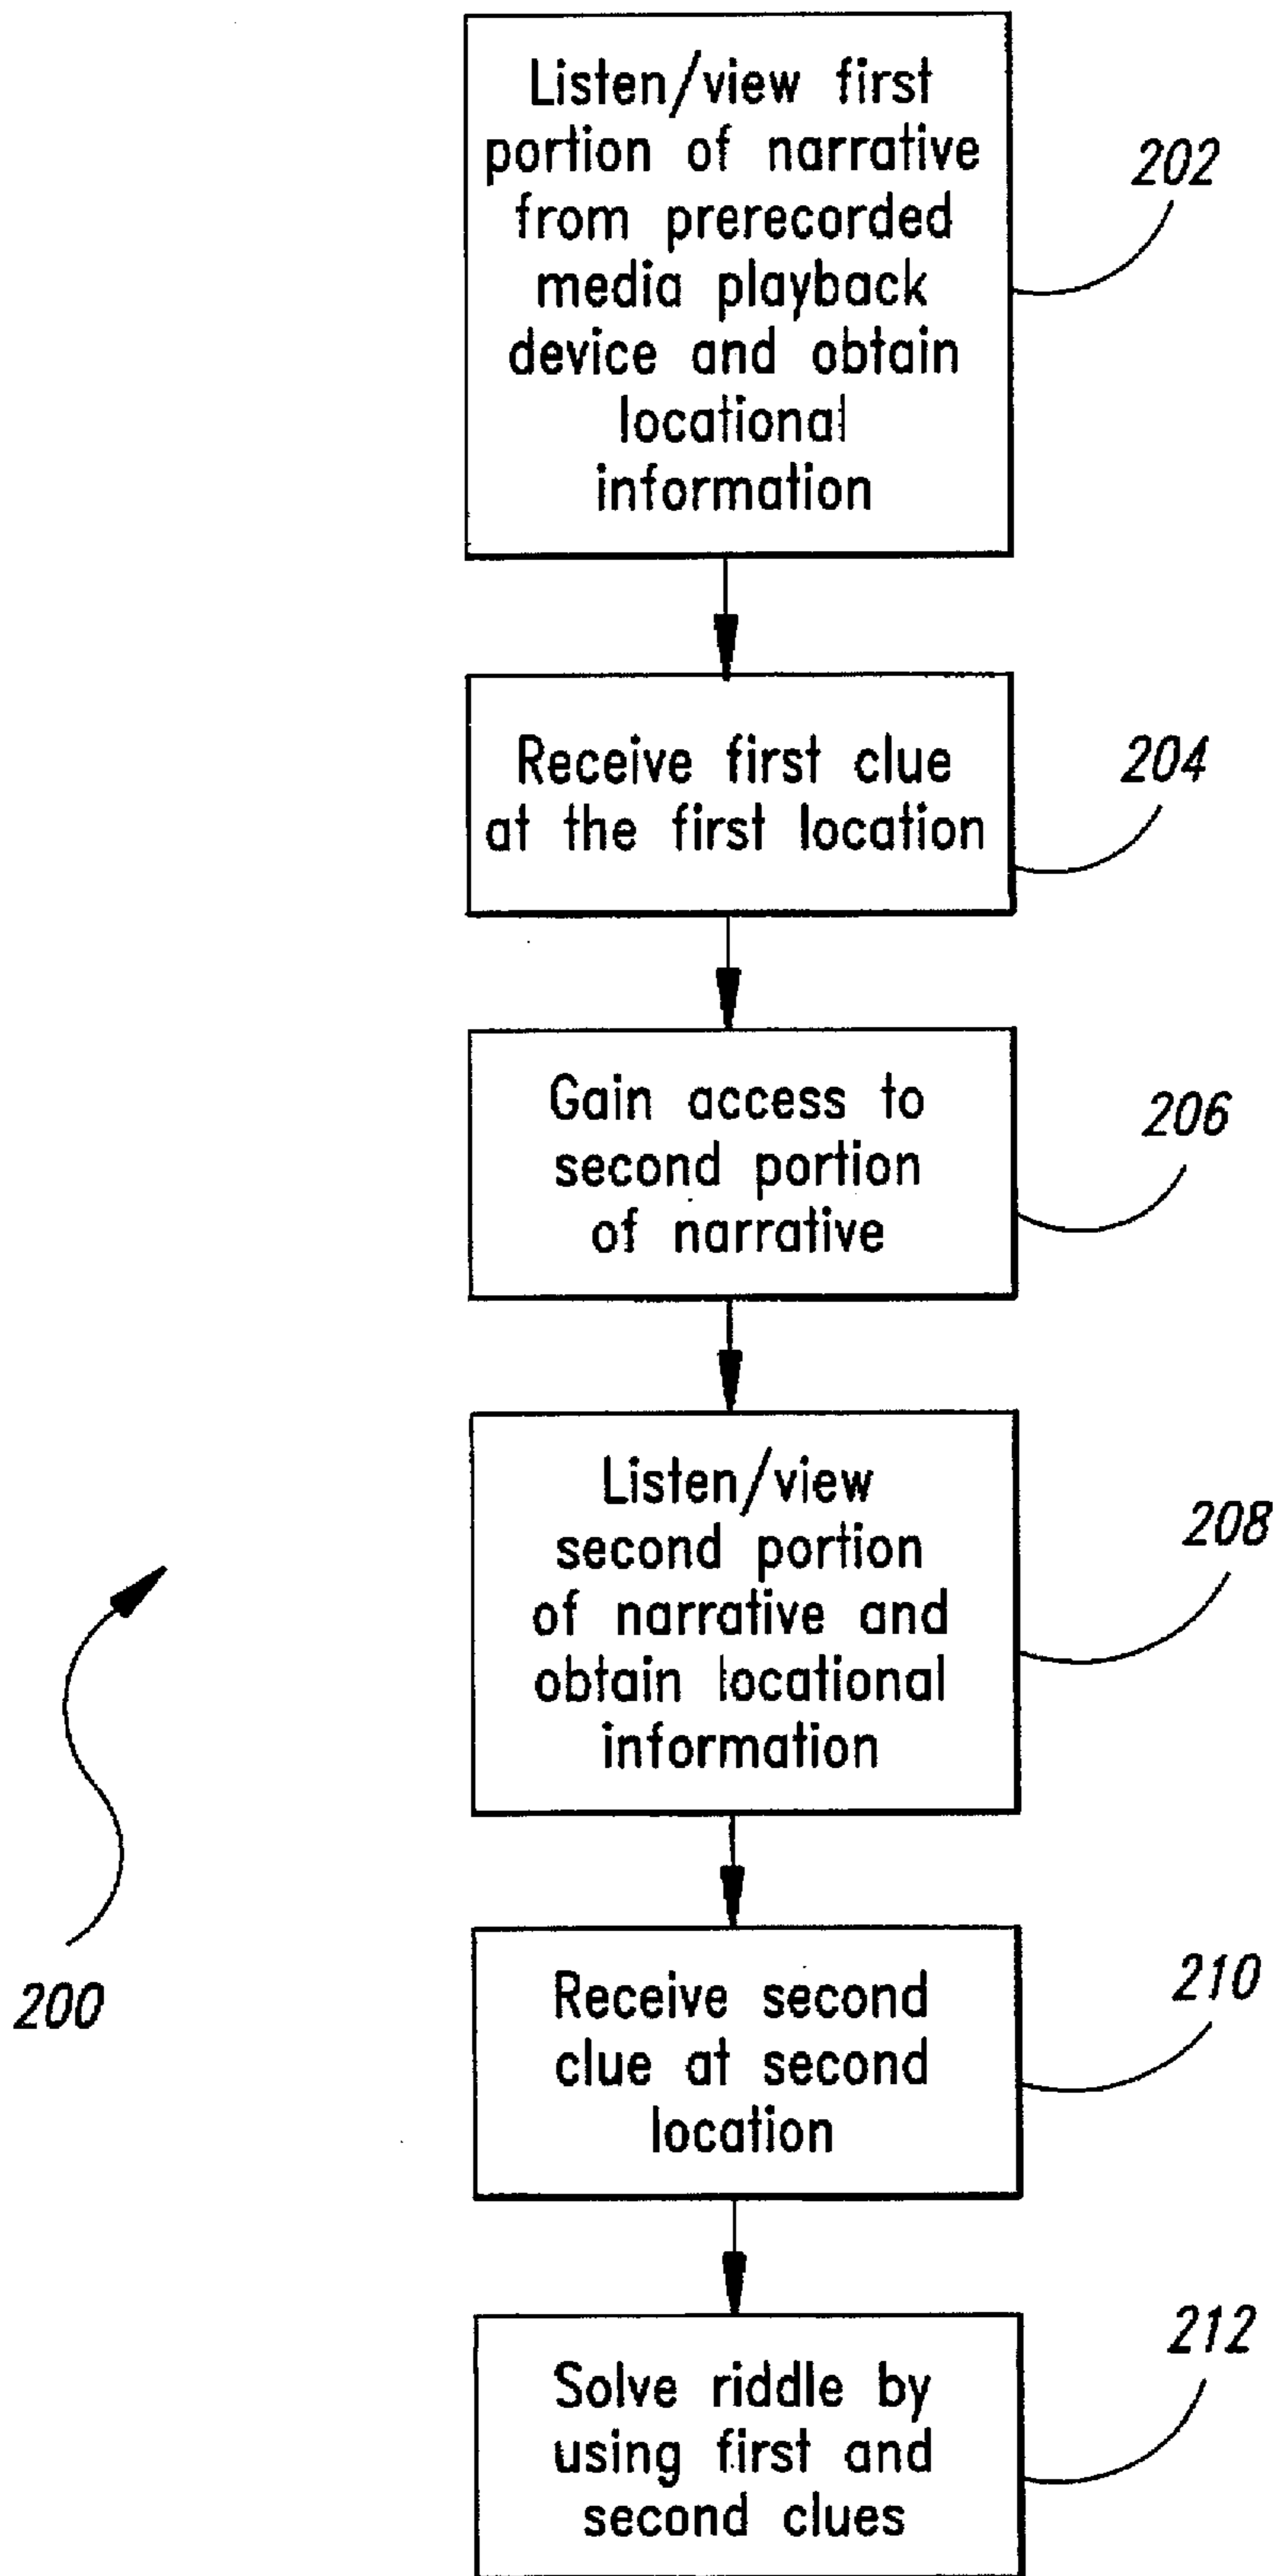 Listen/view first
portion of narrative
from prerecorded
media playback
device and obtain
locational
information
202
Receive first clue
at the first location
204
Gain access to
second portion
of narrative
206
Listen/view
second portion
of narrative and
obtain locational
information
208
200
Receive second
clue at second
location
210
Solve riddle by
using first and
second clues
212